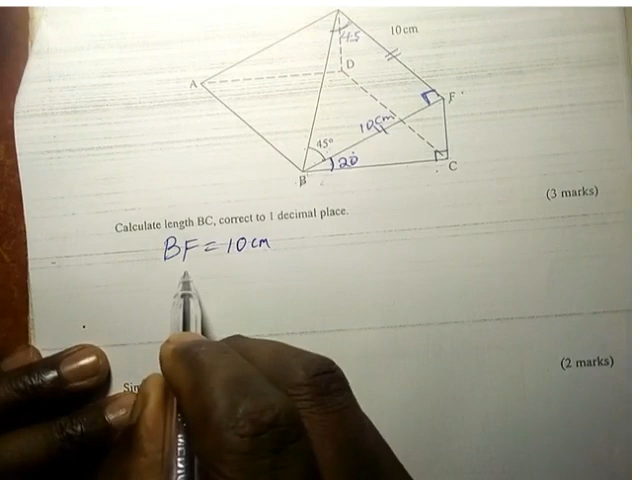 45
10 cm
D
A
F
10cm
45°
20
B
C
(3 marks)
Calculate length BC, correct to 1 decimal place.
BF = 10cm
(2 marks)